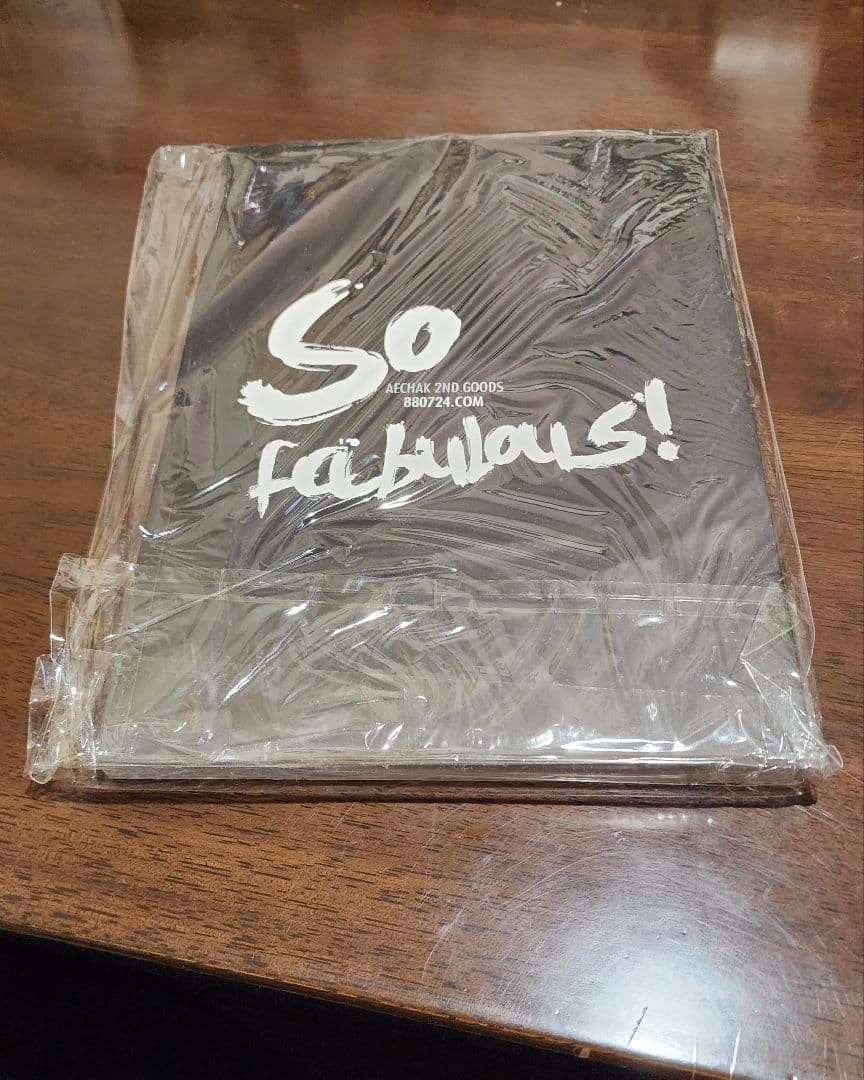 So
AECHAK 2ND GOODS
880724.COM
fabulous!